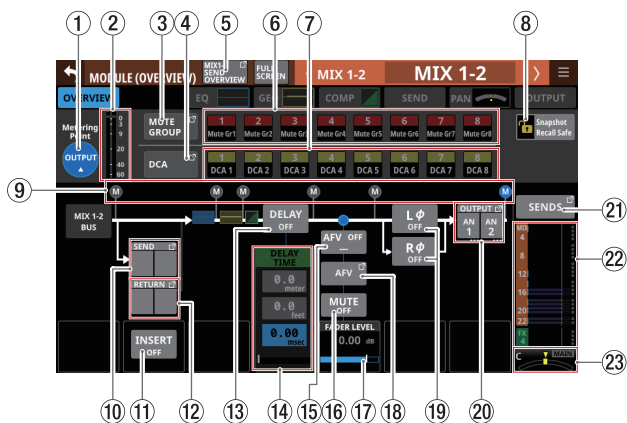 1 2 3 4 5 6 7 8
MODULE (OVERVIEW)
MIX1-2
SEND
OVERVIEW
FULL
SCREEN
MIX 1-2
MIX 1-2
OVERVIEW EQ GEQ COMP SEND PAN OUTPUT
Metering
Point
OUTPUT
0
3
9
20
40
60
MUTE
GROUP
1 2 3 4 5 6 7 8
Mute Gr1 Mute Gr2 Mute Gr3 Mute Gr4 Mute Gr5 Mute Gr6 Mute Gr7 Mute Gr8
Snapshot
Recall Safe
DCA
1 2 3 4 5 6 7 8
DCA 1 DCA 2 DCA 3 DCA 4 DCA 5 DCA 6 DCA 7 DCA 8
9
M M M M M M
SENDS
21
MIX 1-2
BUS
DELAY
OFF
L Φ
OFF
R Φ
OFF
OUTPUT
AN
1
AN
2
AFV OFF
---
AFV
MUTE
OFF
SEND
RETURN
INSERT
OFF
DELAY
TIME
0.0
meter
0.0
feet
0.00
msec
FADER LEVEL
0.00 dB
MIX
4
8
12
16
20
22
FX
4
C MAIN
22
23
10 11 12 13 14 15 16 17 18 19 20